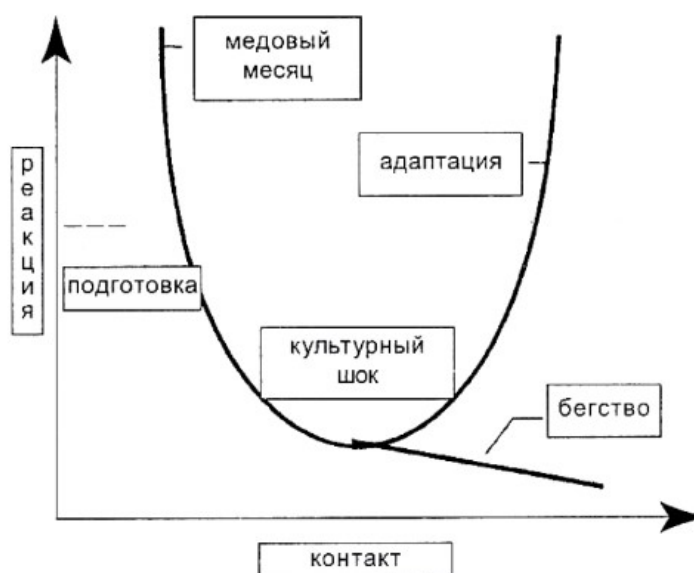 медовый
месяц
адаптация
реакция
подготовка
культурный
шок
бегство
контакт